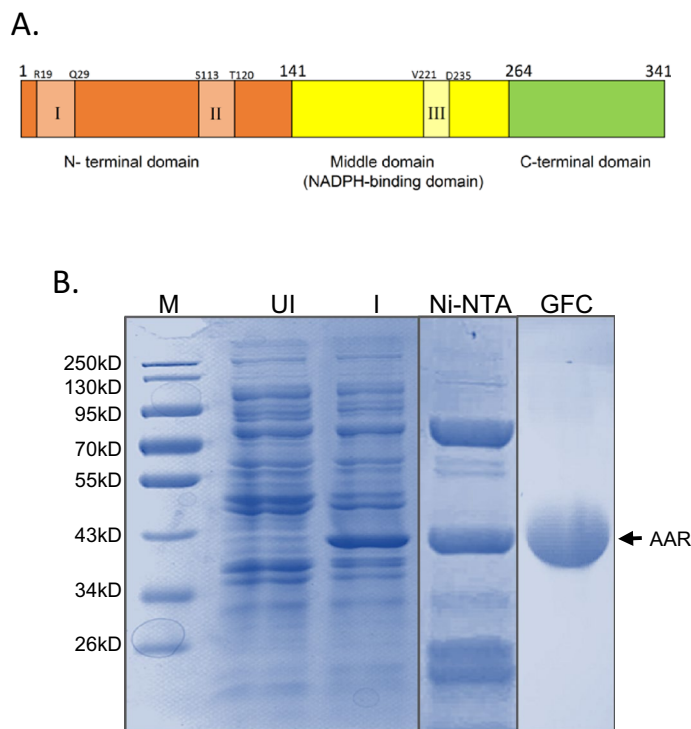 A.
1 R19 Q29 S113 T120 141 V221 D235 264 341
I II III
N- terminal domain Middle domain C-terminal domain
(NADPH-binding domain)
B.
M UI I Ni-NTA GFC
250kD
130kD
95kD
70kD
55kD
43kD AAR
34kD
26kD